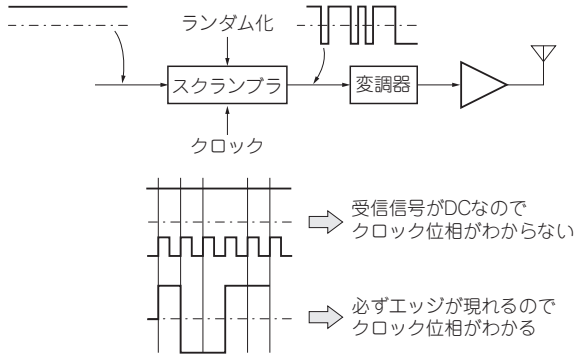 ランダム化
スクランブラ
変調器
クロック
受信信号がDCなので
クロック位相がわからない
必ずエッジが現れるので
クロック位相がわかる